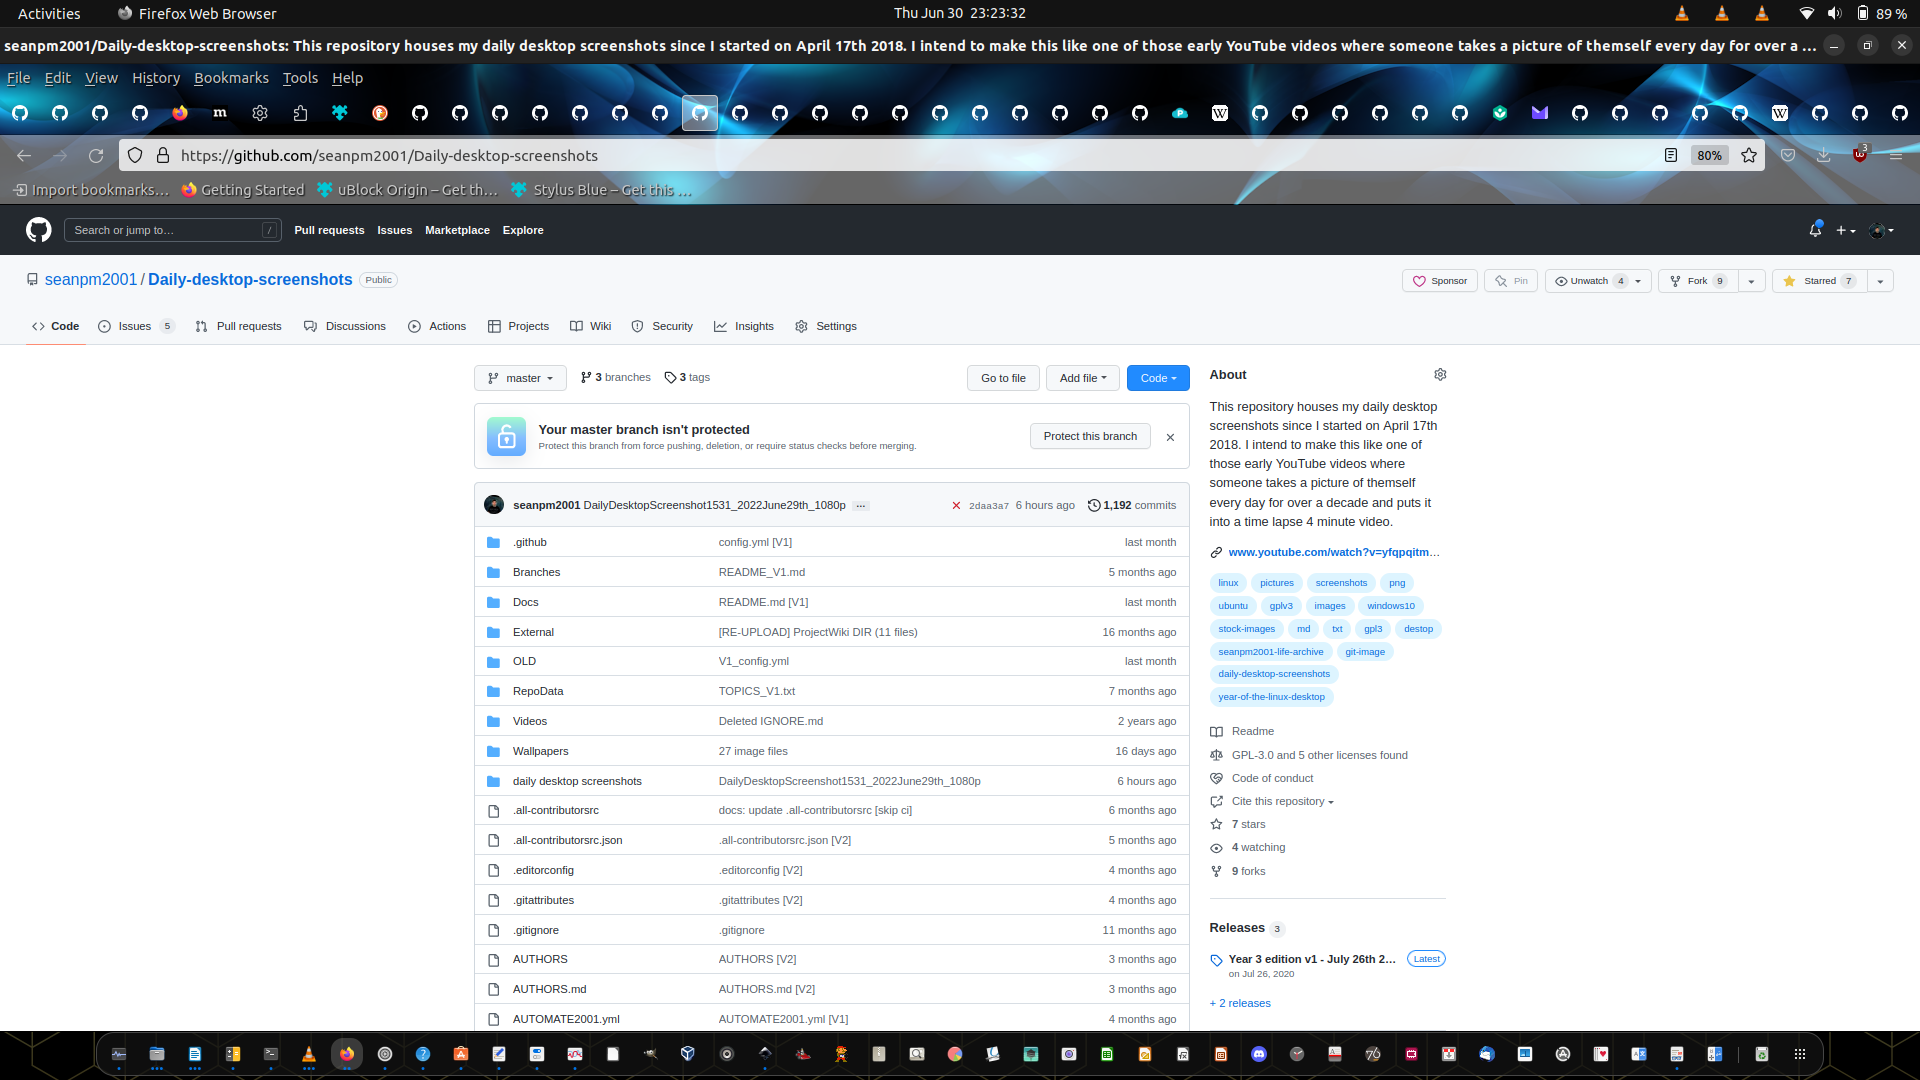 Activities
Firefox Web Browser
Thu Jun 30 23:23:32
89 %
seanpm2001/Daily-desktop-screenshots: This repository houses my daily desktop screenshots since I started on April 17th 2018. I intend to make this like one of those early YouTube videos where someone takes a picture of themself every day for over a ...
File Edit View History Bookmarks Tools Help
https://github.com/seanpm2001/Daily-desktop-screenshots
80%
3
Import bookmarks... Getting Started uBlock Origin – Get th... Stylus Blue – Get this ...
Search or jump to... /
Pull requests Issues Marketplace Explore
seanpm2001 / Daily-desktop-screenshots Public
Sponsor Pin Unwatch 4 Fork 9 Starred 7
Code Issues 5 Pull requests Discussions Actions Projects Wiki Security Insights Settings
master 3 branches 3 tags Go to file Add file Code
Your master branch isn't protected
Protect this branch from force pushing, deletion, or require status checks before merging.
Protect this branch
seanpm2001 DailyDesktopScreenshot1531_2022June29th_1080p ... 2daa3a7 6 hours ago 1,192 commits
.github config.yml [V1] last month
Branches README_V1.md 5 months ago
Docs README.md [V1] last month
External [RE-UPLOAD] ProjectWiki DIR (11 files) 16 months ago
OLD V1_config.yml last month
RepoData TOPICS_V1.txt 7 months ago
Videos Deleted IGNORE.md 2 years ago
Wallpapers 27 image files 16 days ago
daily desktop screenshots DailyDesktopScreenshot1531_2022June29th_1080p 6 hours ago
.all-contributorsrc docs: update .all-contributorsrc [skip ci] 6 months ago
.all-contributorsrc.json .all-contributorsrc.json [V2] 5 months ago
.editorconfig .editorconfig [V2] 4 months ago
.gitattributes .gitattributes [V2] 4 months ago
.gitignore .gitignore 11 months ago
AUTHORS AUTHORS [V2] 3 months ago
AUTHORS.md AUTHORS.md [V2] 3 months ago
AUTOMATE2001.yml AUTOMATE2001.yml [V1] 4 months ago
About
This repository houses my daily desktop
screenshots since I started on April 17th
2018. I intend to make this like one of
those early YouTube videos where
someone takes a picture of themself
every day for over a decade and puts it
into a time lapse 4 minute video.
www.youtube.com/watch?v=yfqpqitm...
linux pictures screenshots png
ubuntu gplv3 images windows10
stock-images md txt gpl3 destop
seanpm2001-life-archive git-image
daily-desktop-screenshots
year-of-the-linux-desktop
Readme
GPL-3.0 and 5 other licenses found
Code of conduct
Cite this repository
7 stars
4 watching
9 forks
Releases 3
Year 3 edition v1 - July 26th 2... Latest
on Jul 26, 2020
+ 2 releases